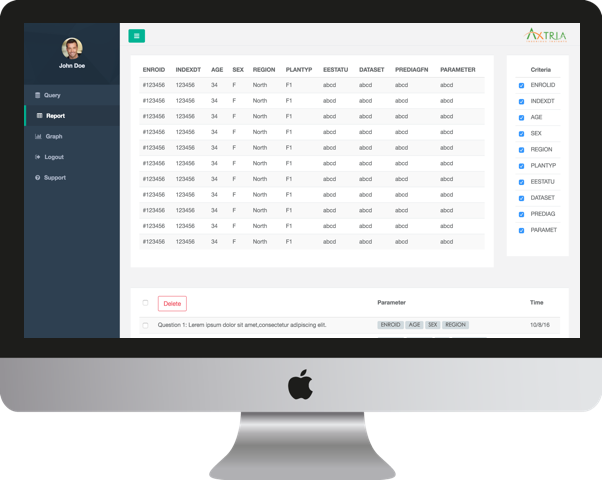 AXTRIA
John Doe
Query
Report
Graph
Logout
Support
ENROID INDEXDT AGE SEX REGION PLANTYP EESTATU DATASET PREDIAGFN PARAMETER
#123456 123456 34 F North F1 abcd abcd abcd abcd
#123456 123456 34 F North F1 abcd abcd abcd abcd
#123456 123456 34 F North F1 abcd abcd abcd abcd
#123456 123456 34 F North F1 abcd abcd abcd abcd
#123456 123456 34 F North F1 abcd abcd abcd abcd
#123456 123456 34 F North F1 abcd abcd abcd abcd
#123456 123456 34 F North F1 abcd abcd abcd abcd
#123456 123456 34 F North F1 abcd abcd abcd abcd
#123456 123456 34 F North F1 abcd abcd abcd abcd
#123456 123456 34 F North F1 abcd abcd abcd abcd
#123456 123456 34 F North F1 abcd abcd abcd abcd
Criteria
ENROLID
INDEXDT
AGE
SEX
REGION
PLANTYP
EESTATU
DATASET
PREDIAG
PARAMET
Delete Parameter Time
Question 1: Lorem ipsum dolor sit amet,consectetur adipiscing elit. ENROID AGE SEX REGION 10/8/16